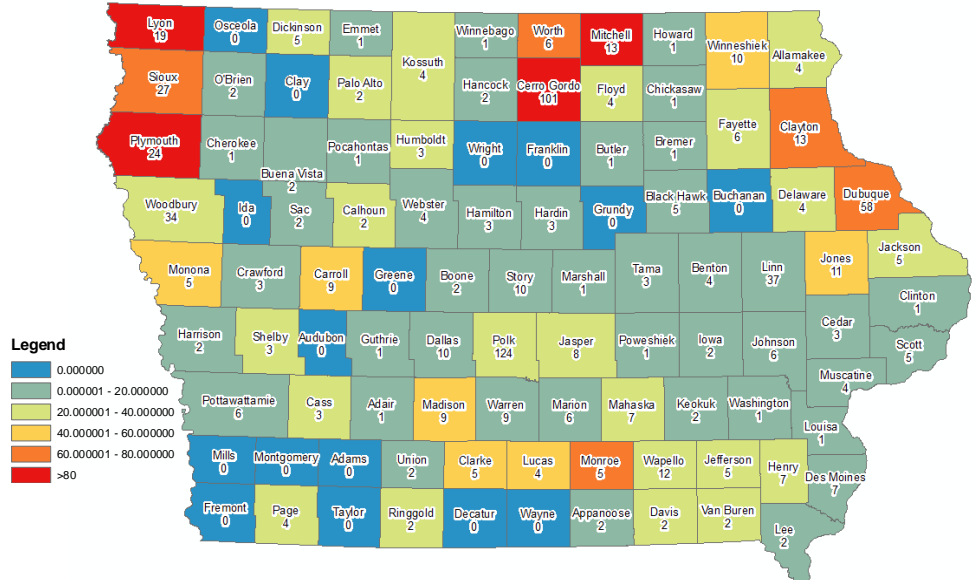 Lyon
19
Osceola
0
Dickinson
5
Emmet
1
Winnebago
1
Worth
6
Mitchell
13
Howard
1
Winneshiek
10
Allamakee
4
Kossuth
4
Sioux
27
O'Brien
2
Clay
0
Palo Alto
2
Hancock
2
Cerro Gordo
101
Floyd
4
Chickasaw
1
Fayette
6
Clayton
13
Plymouth
24
Cherokee
1
Buena Vista
2
Pocahontas
1
Humboldt
3
Wright
0
Franklin
0
Butler
1
Bremer
1
Woodbury
34
Ida
0
Sac
2
Calhoun
2
Webster
4
Hamilton
3
Hardin
3
Grundy
0
Black Hawk
5
Buchanan
0
Delaware
4
Dubuque
58
Jackson
5
Monona
5
Crawford
3
Carroll
9
Greene
0
Boone
2
Story
10
Marshall
1
Tama
3
Benton
4
Linn
37
Jones
11
Clinton
1
Cedar
3
Scott
5
Harrison
2
Shelby
3
Audubon
0
Guthrie
1
Dallas
10
Polk
124
Jasper
8
Poweshiek
1
Iowa
2
Johnson
6
Muscatine
4
Pottawattamie
6
Cass
3
Adair
1
Madison
9
Warren
9
Marion
6
Mahaska
7
Keokuk
2
Washington
1
Louisa
1
Mills
0
Montgomery
0
Adams
0
Union
2
Clarke
5
Lucas
4
Monroe
5
Wapello
12
Jefferson
5
Henry
7
Des Moines
7
Fremont
0
Page
4
Taylor
0
Ringgold
2
Decatur
0
Wayne
0
Appanoose
2
Davis
2
Van Buren
2
Lee
2
Legend
0.000000
0.000001 - 20.000000
20.000001 - 40.000000
40.000001 - 60.000000
60.000001 - 80.000000
>80